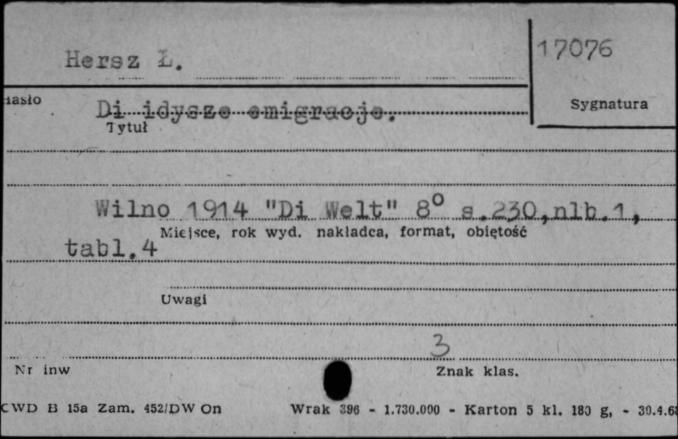 Hersz Ł.
17076
Hasło
Di idysze emigracje.
Sygnatura
Tytuł
Wilno 1914 "Di Welt" 8° s.230,nlb.1,
Miejsce, rok wyd. nakładca, format, objętość
tabl.4
Uwagi
3
Nr inw
Znak klas.
CWD B 15a Zam. 452/DW On
Wrak 396 - 1.730.000 - Karton 5 kl. 180 g, - 30.4.68